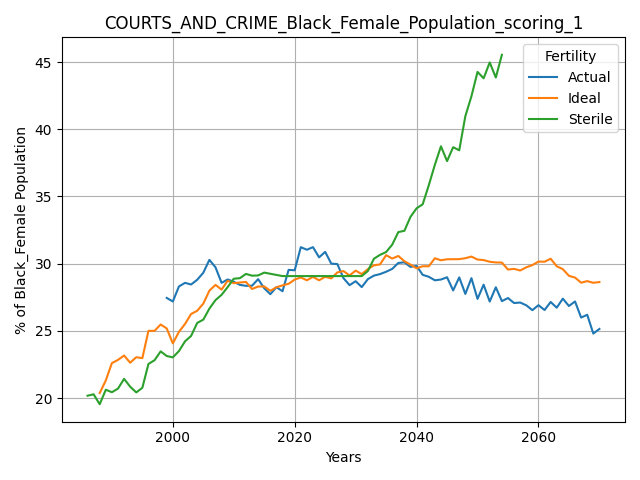 COURTS_AND_CRIME_Black_Female_Population_scoring_1
% of Black_Female Population
45
40
35
30
25
20
Fertility
Actual
Ideal
Sterile
2000
2020
2040
2060
Years